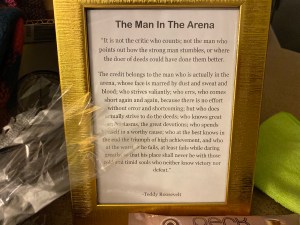 The Man In The Arena
"It is not the critic who counts; not the man who
points out how the strong man stumbles, or where
the doer of deeds could have done them better.
The credit belongs to the man who is actually in the
arena, whose face is marred by dust and sweat and
blood; who strives valiantly; who errs, who comes
short again and again, because there is no effort
without error and shortcoming; but who does
actually strive to do the deeds; who knows great
enthusiasms, the great devotions; who spends
himself in a worthy cause; who at the best knows in
the end the triumph of high achievement, and who
at the worst, if he fails, at least fails while daring
greatly, so that his place shall never be with those
cold and timid souls who neither know victory nor
defeat."
-Teddy Roosevelt